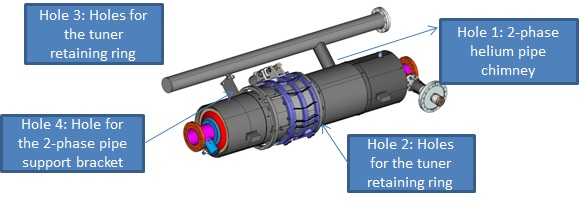 Hole 3: Holes for
the tuner
retaining ring
Hole 1: 2-phase
helium pipe
chimney
Hole 4: Hole for
the 2-phase pipe
support bracket
Hole 2: Holes
for the tuner
retaining ring